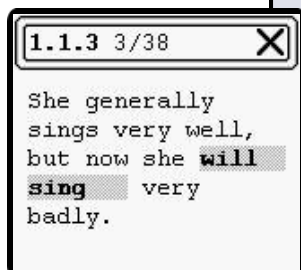 1.1.3 3/38
She generally
sings very well,
but now she will
sing very
badly.